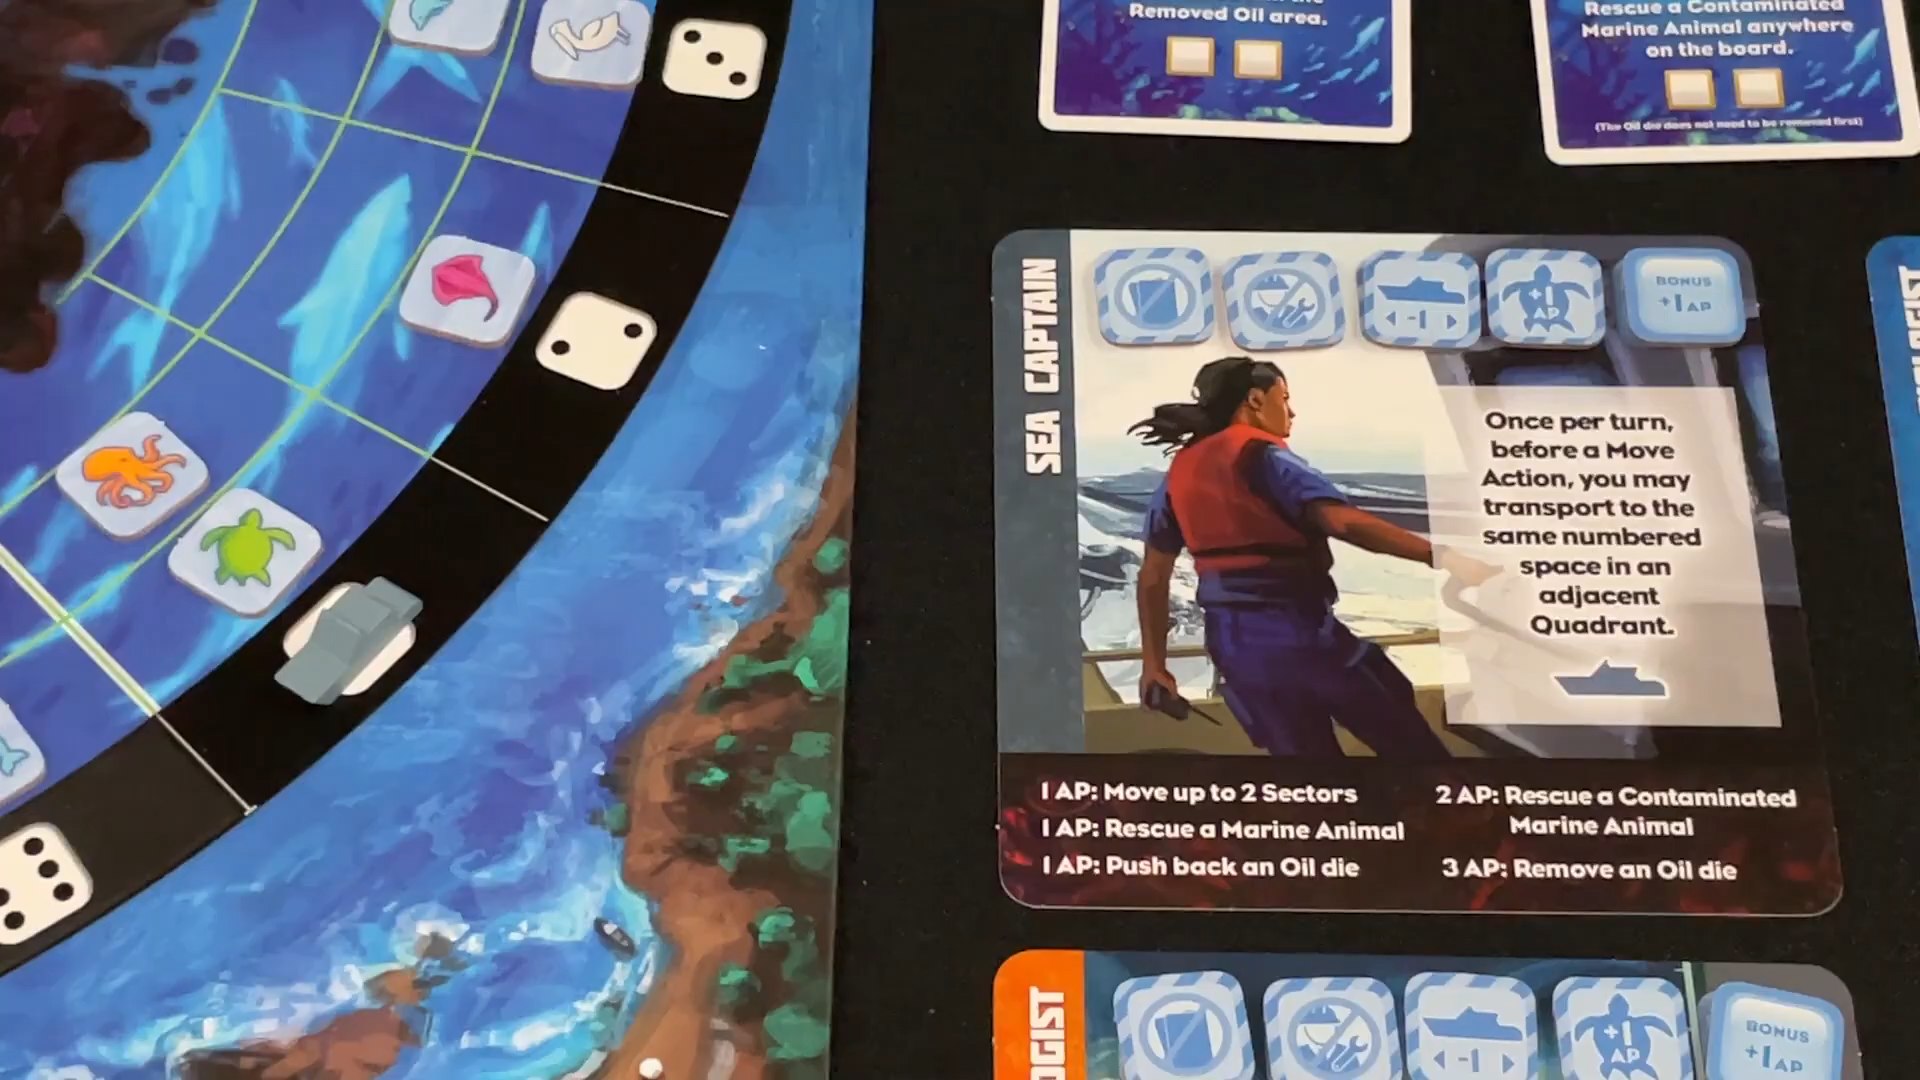 Removed Oil area.
Rescue a Contaminated
Marine Animal anywhere
on the board.
(The Oil die does not need to be removed first)
SEA CAPTAIN
-1
+1
AP
BONUS
+1 AP
Once per turn,
before a Move
Action, you may
transport to the
same numbered
space in an
adjacent
Quadrant.
1 AP: Move up to 2 Sectors
1 AP: Rescue a Marine Animal
1 AP: Push back an Oil die
2 AP: Rescue a Contaminated
Marine Animal
3 AP: Remove an Oil die
-1
+1
AP
BONUS
+1 AP